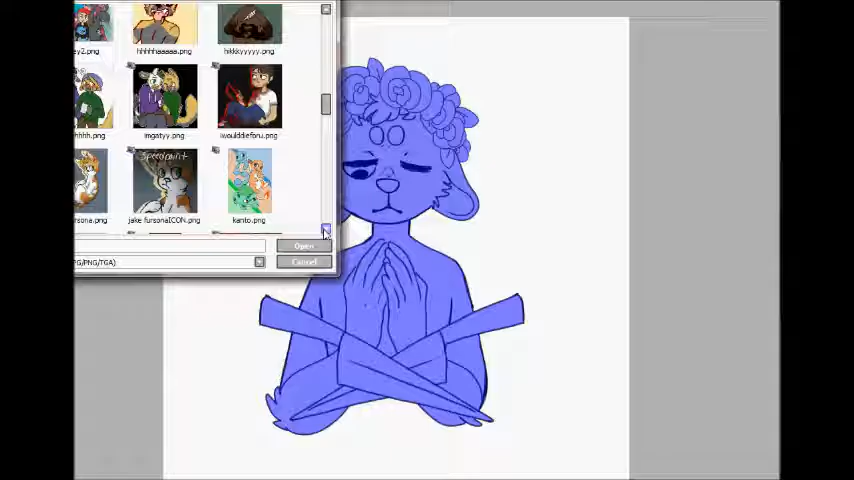 ey2.png hhhhhaaaaa.png hikkkyyyyy.png
hhhh.png imgatyy.png iwoulddieforu.png
Speedpaint
rsona.png jake fursonaICON.png kanto.png
Open
PG/PNG/TGA)
Cancel